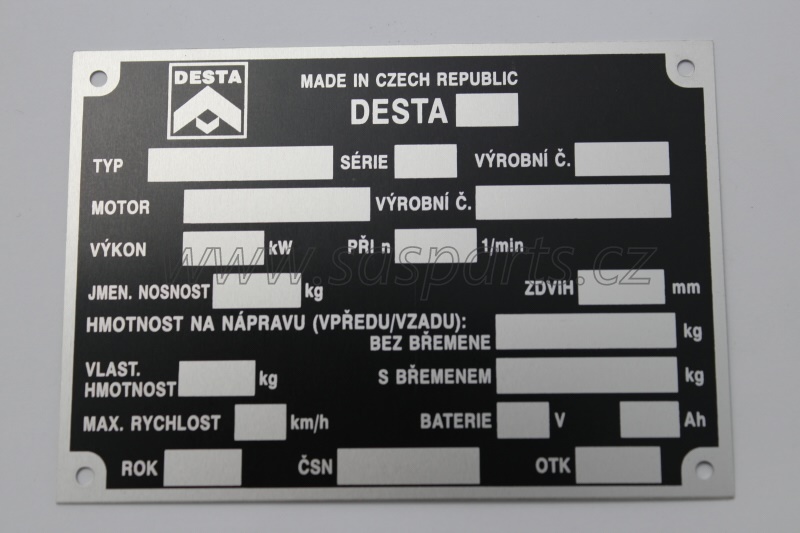 DESTA
MADE IN CZECH REPUBLIC
DESTA
TYP SÉRIE VÝROBNÍ Č.
MOTOR VÝROBNÍ Č.
VÝKON kW PŘI n 1/min
www.sdsparts.cz
JMEN. NOSNOST kg ZDVIH mm
HMOTNOST NA NÁPRAVU (VPŘEDU/VZADU):
BEZ BŘEMENE kg
VLAST. HMOTNOST kg S BŘEMENEM kg
MAX. RYCHLOST km/h BATERIE V Ah
ROK ČSN OTK